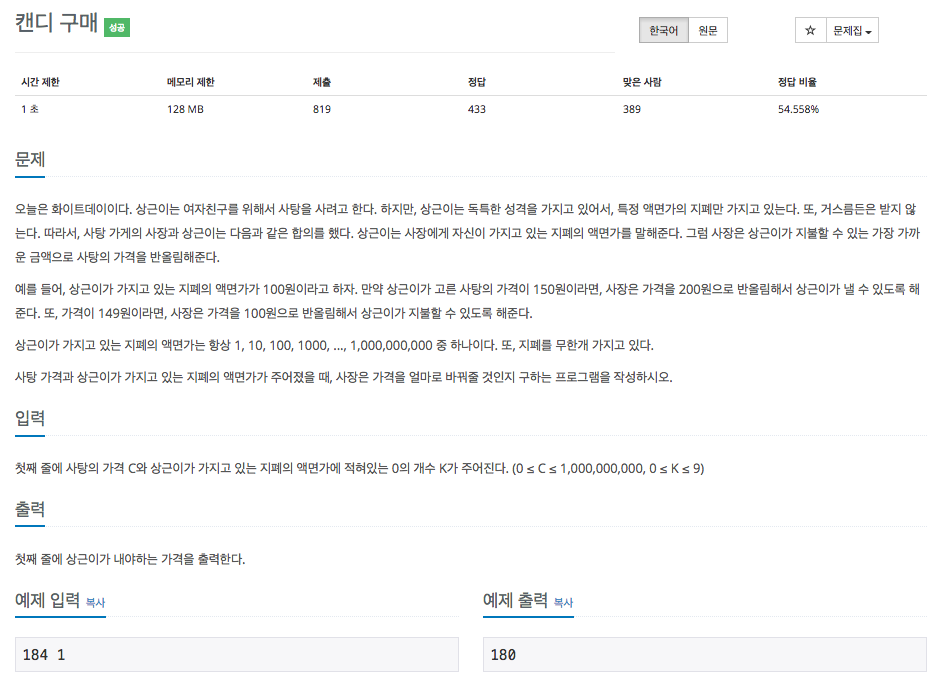 캔디 구매 성공
한국어 원문 ☆ 문제집
시간 제한 메모리 제한 제출 정답 맞은 사람 정답 비율
1 초 128 MB 819 433 389 54.558%
문제
오늘은 화이트데이이다. 상근이는 여자친구를 위해서 사탕을 사려고 한다. 하지만, 상근이는 독특한 성격을 가지고 있어서, 특정 액면가의 지폐만 가지고 있는다. 또, 거스름돈은 받지 않
는다. 따라서, 사탕 가게의 사장과 상근이는 다음과 같은 합의를 했다. 상근이는 사장에게 자신이 가지고 있는 지폐의 액면가를 말해준다. 그럼 사장은 상근이가 지불할 수 있는 가장 가까
운 금액으로 사탕의 가격을 반올림해준다.
예를 들어, 상근이가 가지고 있는 지폐의 액면가가 100원이라고 하자. 만약 상근이가 고른 사탕의 가격이 150원이라면, 사장은 가격을 200원으로 반올림해서 상근이가 낼 수 있도록 해
준다. 또, 가격이 149원이라면, 사장은 가격을 100원으로 반올림해서 상근이가 지불할 수 있도록 해준다.
상근이가 가지고 있는 지폐의 액면가는 항상 1, 10, 100, 1000, ..., 1,000,000,000 중 하나이다. 또, 지폐를 무한개 가지고 있다.
사탕 가격과 상근이가 가지고 있는 지폐의 액면가가 주어졌을 때, 사장은 가격을 얼마로 바꿔줄 것인지 구하는 프로그램을 작성하시오.
입력
첫째 줄에 사탕의 가격 C와 상근이가 가지고 있는 지폐의 액면가에 적혀있는 0의 개수 K가 주어진다. (0 ≤ C ≤ 1,000,000,000, 0 ≤ K ≤ 9)
출력
첫째 줄에 상근이가 내야하는 가격을 출력한다.
예제 입력 복사
184 1
예제 출력 복사
180